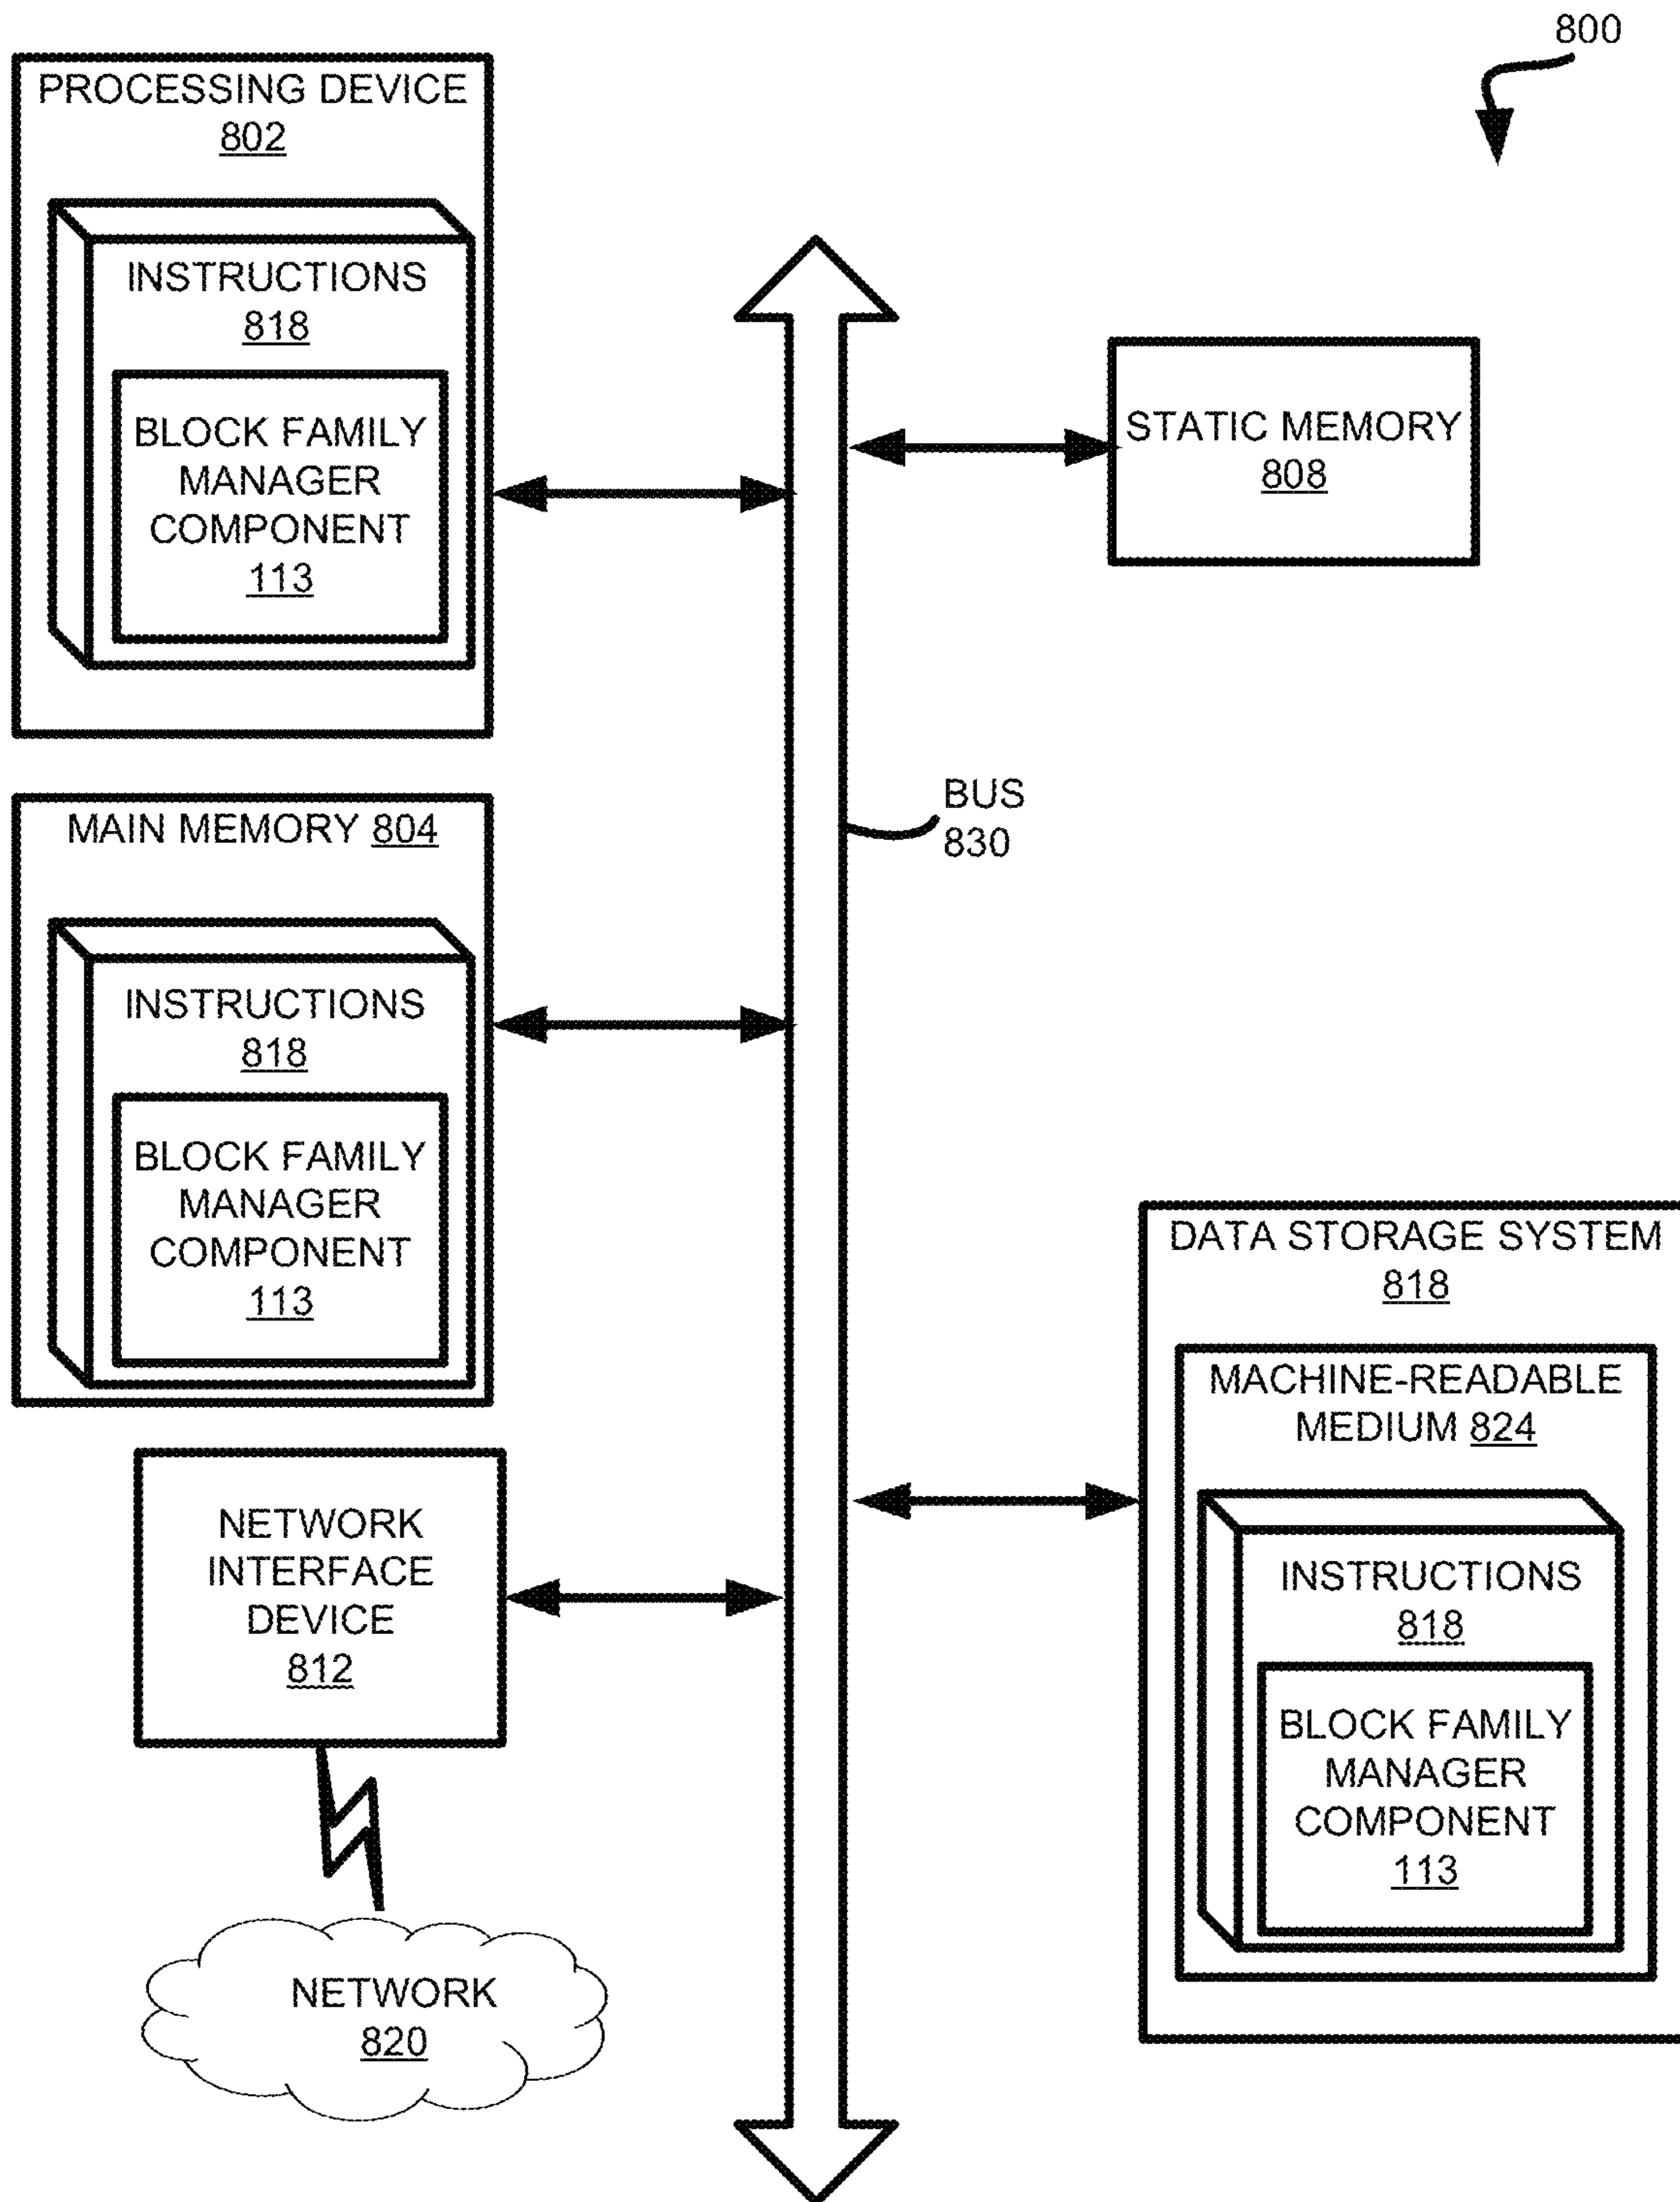 800
PROCESSING DEVICE
802
INSTRUCTIONS
818
BLOCK FAMILY
MANAGER
COMPONENT
113
STATIC MEMORY
808
BUS
830
MAIN MEMORY 804
INSTRUCTIONS
818
BLOCK FAMILY
MANAGER
COMPONENT
113
DATA STORAGE SYSTEM
818
MACHINE-READABLE
MEDIUM 824
INSTRUCTIONS
818
BLOCK FAMILY
MANAGER
COMPONENT
113
NETWORK
INTERFACE
DEVICE
812
NETWORK
820